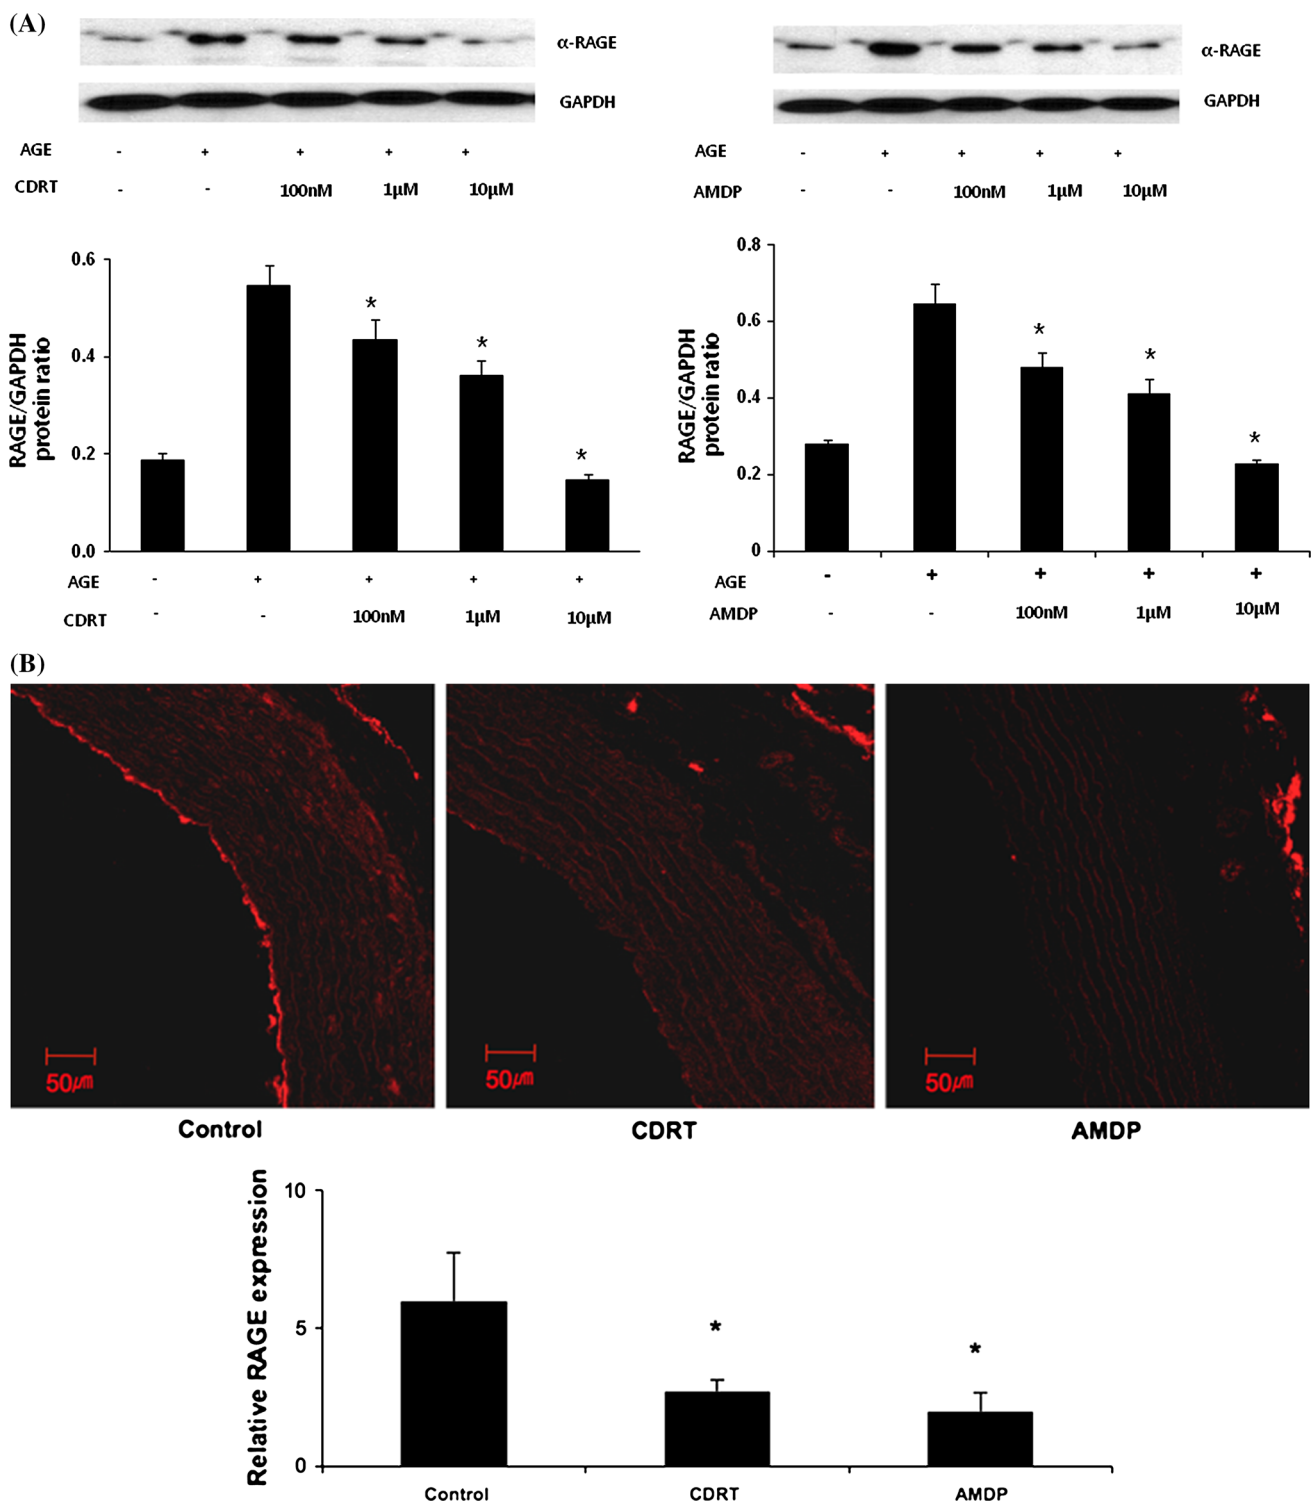 (A)
α-RAGE
GAPDH
AGE - + + + +
CDRT - - 100nM 1μM 10μM
α-RAGE
GAPDH
AGE - + + + +
AMDP - - 100nM 1μM 10μM
RAGE/GAPDH
protein ratio
0.6
0.4
0.2
0.0
AGE - + + + +
CDRT - - 100nM 1μM 10μM
* * *
RAGE/GAPDH
protein ratio
0.8
0.6
0.4
0.2
0
AGE - + + + +
AMDP - - 100nM 1μM 10μM
* * *
(B)
50μm
50μm
50μm
Control
CDRT
AMDP
Relative RAGE expression
10
5
0
* *
Control
CDRT
AMDP